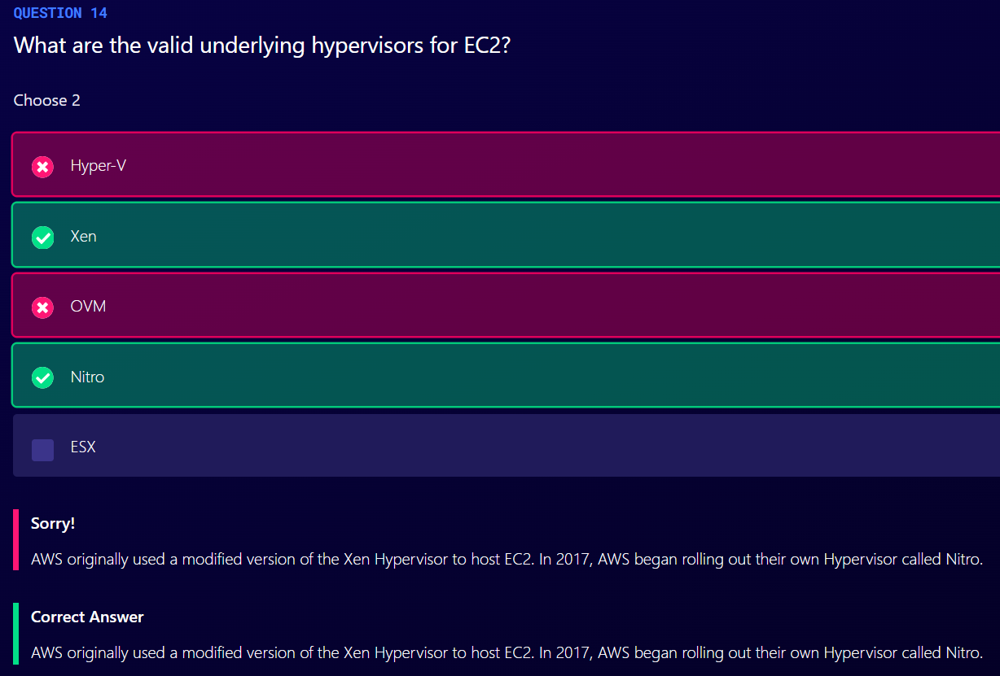 QUESTION 14
What are the valid underlying hypervisors for EC2?
Choose 2
Hyper-V
Xen
OVM
Nitro
ESX
Sorry!
AWS originally used a modified version of the Xen Hypervisor to host EC2. In 2017, AWS began rolling out their own Hypervisor called Nitro.
Correct Answer
AWS originally used a modified version of the Xen Hypervisor to host EC2. In 2017, AWS began rolling out their own Hypervisor called Nitro.